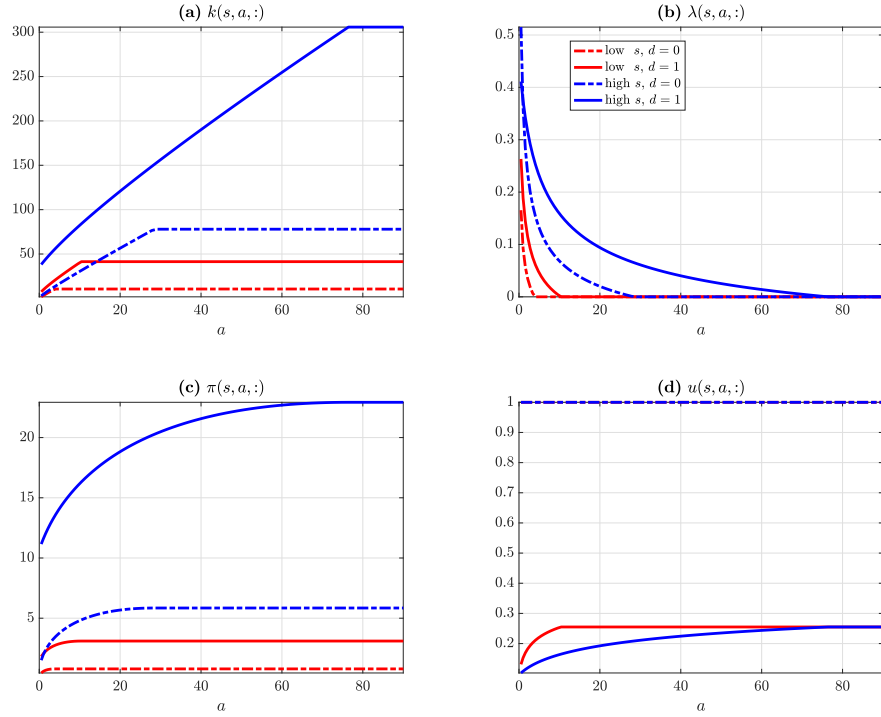 (a) k(s, a, :)
300
250
200
150
100
50
0 20 40 60 80
a
(b) λ(s, a, :)
0.5
0.4
0.3
0.2
0.1
0
0 20 40 60 80
a
low s, d = 0
low s, d = 1
high s, d = 0
high s, d = 1
(c) π(s, a, :)
20
15
10
5
0 20 40 60 80
a
(d) u(s, a, :)
1
0.9
0.8
0.7
0.6
0.5
0.4
0.3
0.2
0 20 40 60 80
a